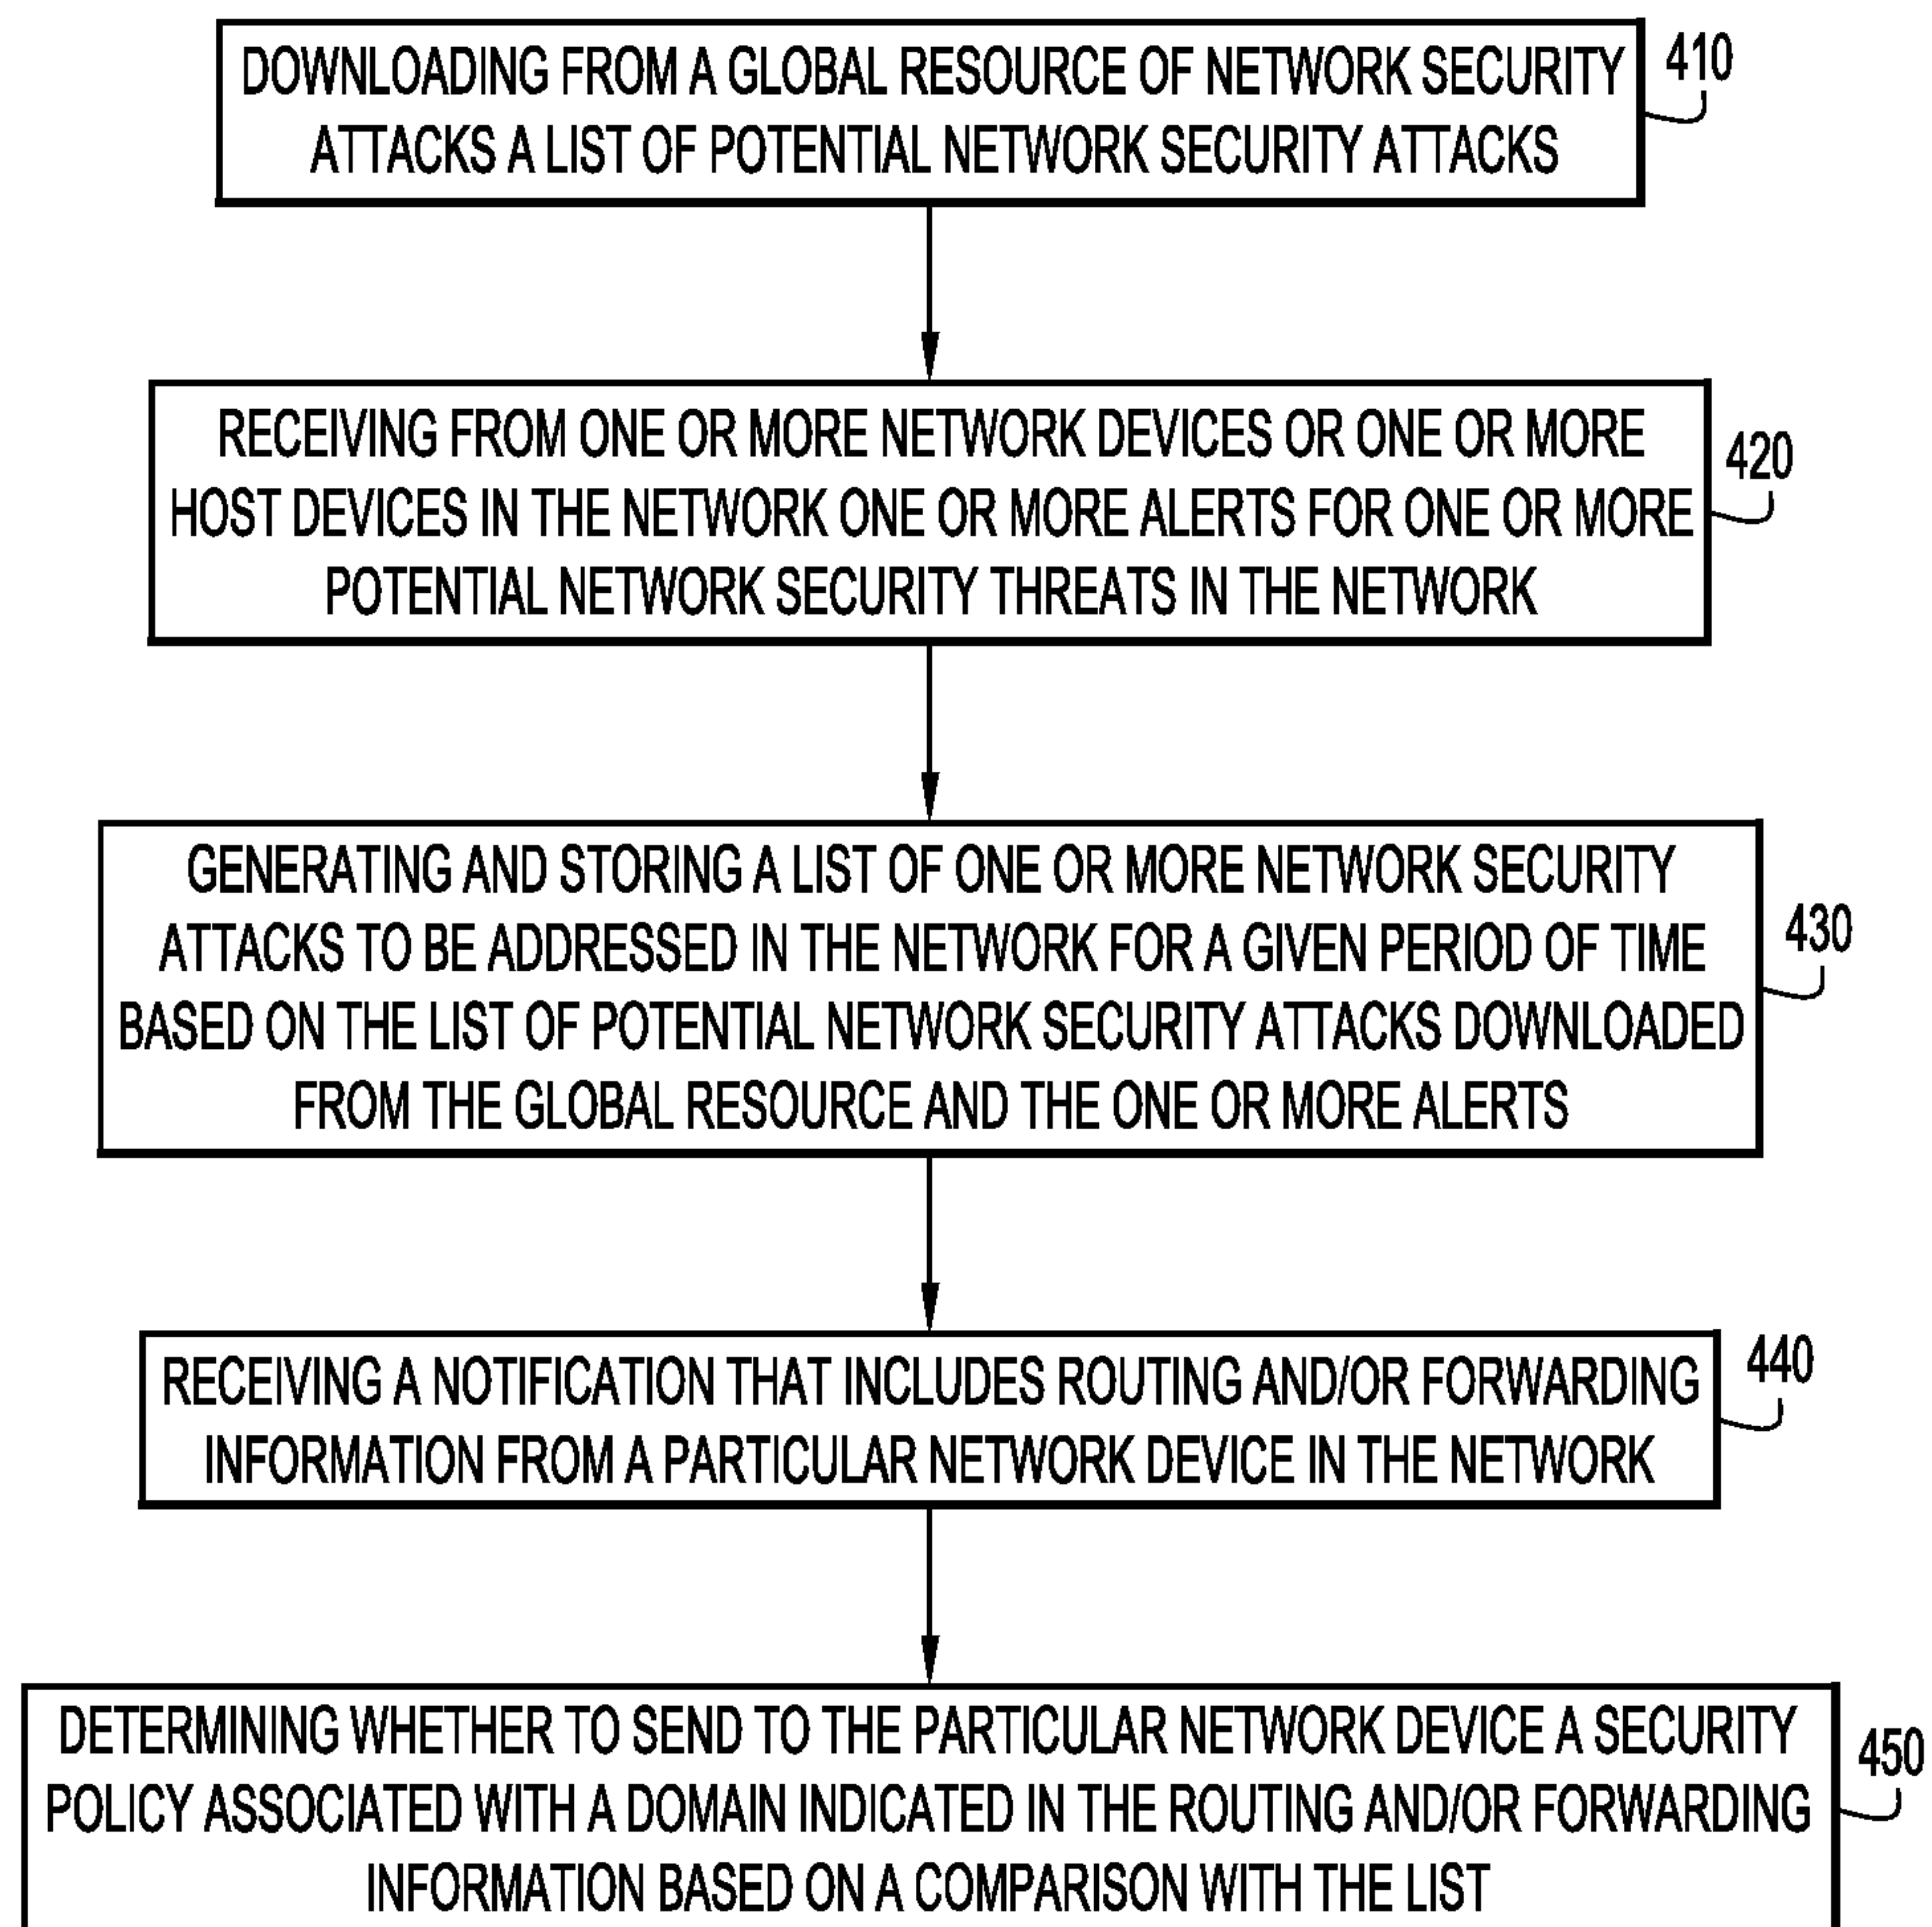 DOWNLOADING FROM A GLOBAL RESOURCE OF NETWORK SECURITY
ATTACKS A LIST OF POTENTIAL NETWORK SECURITY ATTACKS
410
RECEIVING FROM ONE OR MORE NETWORK DEVICES OR ONE OR MORE
HOST DEVICES IN THE NETWORK ONE OR MORE ALERTS FOR ONE OR MORE
POTENTIAL NETWORK SECURITY THREATS IN THE NETWORK
420
GENERATING AND STORING A LIST OF ONE OR MORE NETWORK SECURITY
ATTACKS TO BE ADDRESSED IN THE NETWORK FOR A GIVEN PERIOD OF TIME
BASED ON THE LIST OF POTENTIAL NETWORK SECURITY ATTACKS DOWNLOADED
FROM THE GLOBAL RESOURCE AND THE ONE OR MORE ALERTS
430
RECEIVING A NOTIFICATION THAT INCLUDES ROUTING AND/OR FORWARDING
INFORMATION FROM A PARTICULAR NETWORK DEVICE IN THE NETWORK
440
DETERMINING WHETHER TO SEND TO THE PARTICULAR NETWORK DEVICE A SECURITY
POLICY ASSOCIATED WITH A DOMAIN INDICATED IN THE ROUTING AND/OR FORWARDING
INFORMATION BASED ON A COMPARISON WITH THE LIST
450